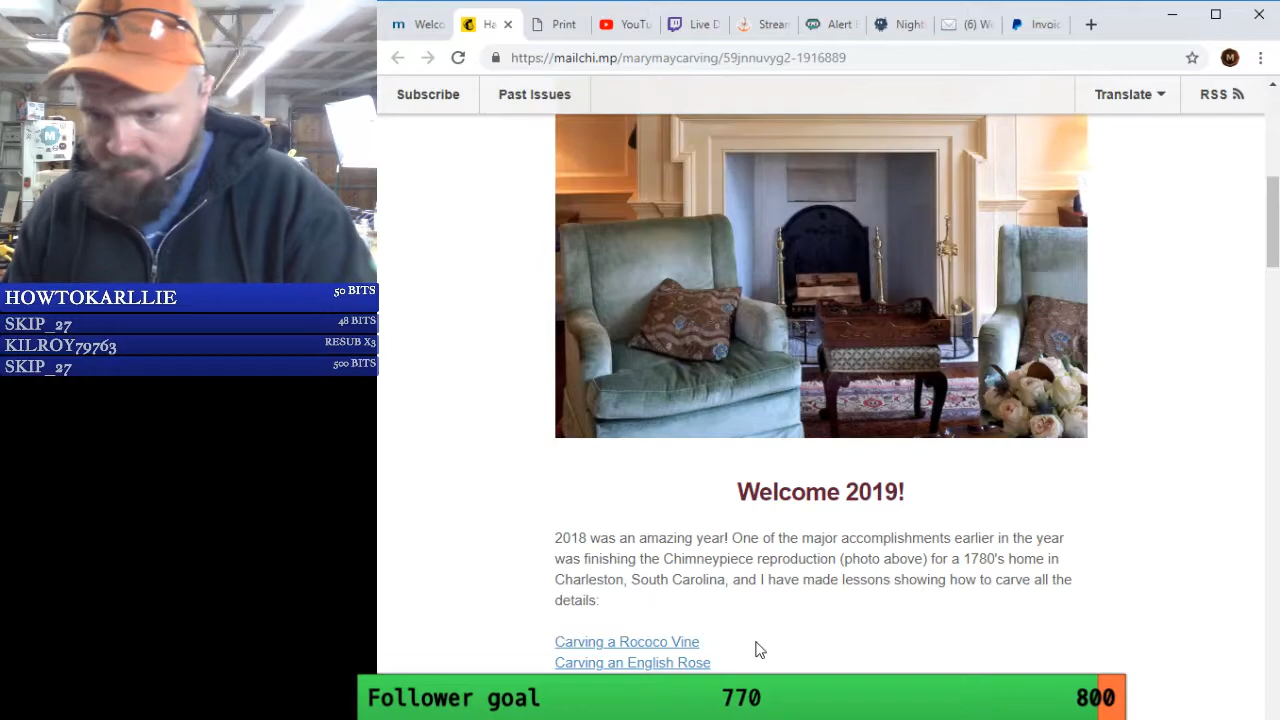 Welco
Ha
Print
YouTu
Live D
Strear
Alert
Night
(6) W
Invoic
https://mailchi.mp/marymaycarving/59jnnuvyg2-1916889
Subscribe
Past Issues
Translate
RSS
HOWTOKARLLIE 50 BITS
SKIP_27 48 BITS
KILROY79763 RESUB X3
SKIP_27 500 BITS
Welcome 2019!
2018 was an amazing year! One of the major accomplishments earlier in the year
was finishing the Chimneypiece reproduction (photo above) for a 1780's home in
Charleston, South Carolina, and I have made lessons showing how to carve all the
details:
Carving a Rococo Vine
Carving an English Rose
Follower goal 770 800